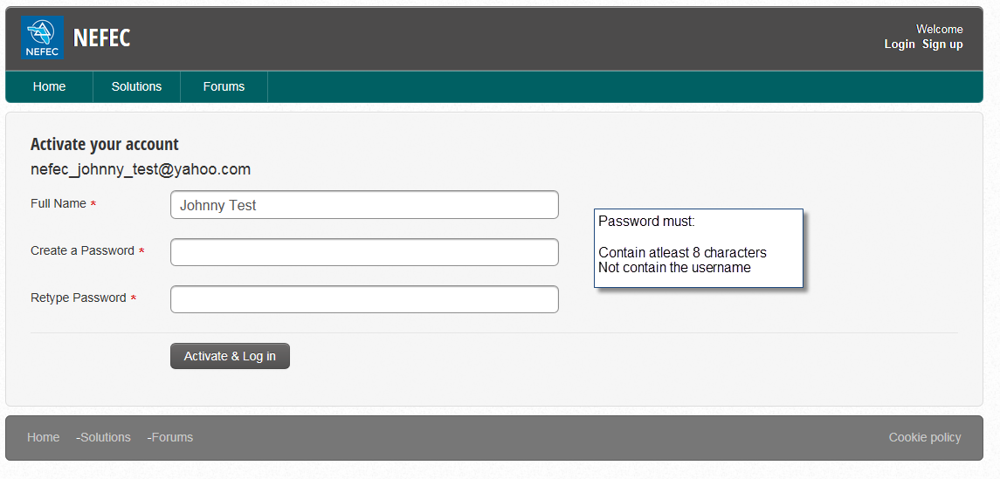 NEFEC
NEFEC
Welcome
Login Sign up
Home Solutions Forums
Activate your account
nefec_johnny_test@yahoo.com
Full Name *
Johnny Test
Create a Password *
Retype Password *
Password must:
Contain atleast 8 characters
Not contain the username
Activate & Log in
Home -Solutions -Forums
Cookie policy